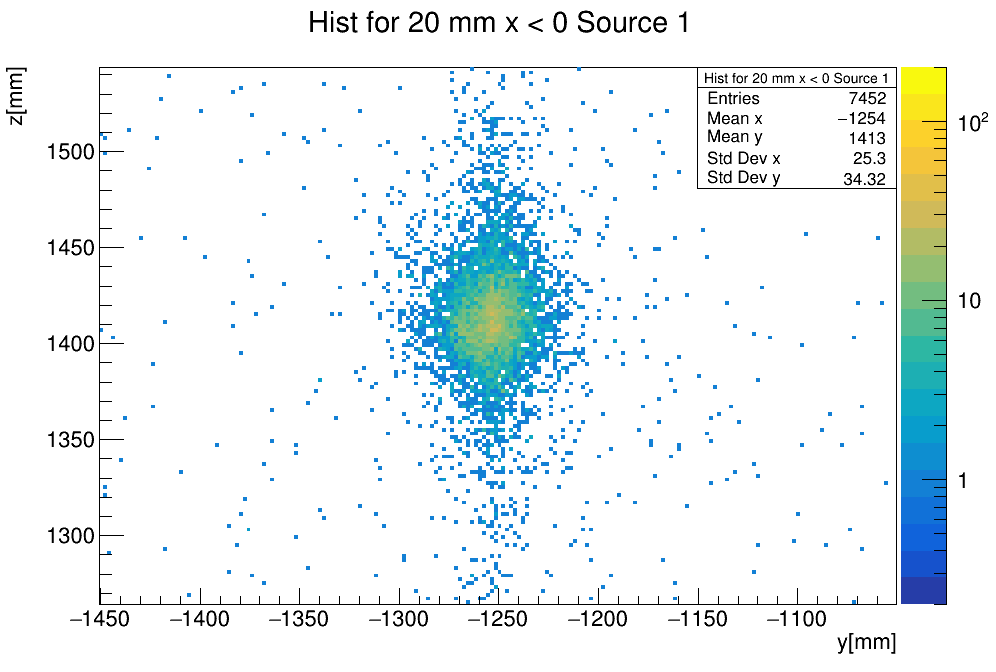 Hist for 20 mm x < 0 Source 1
z[mm]
Hist for 20 mm x < 0 Source 1
Entries 7452
Mean x −1254
Mean y 1413
Std Dev x 25.3
Std Dev y 34.32
1500
1450
1400
1350
1300
10²
10
1
−1450 −1400 −1350 −1300 −1250 −1200 −1150 −1100
y[mm]